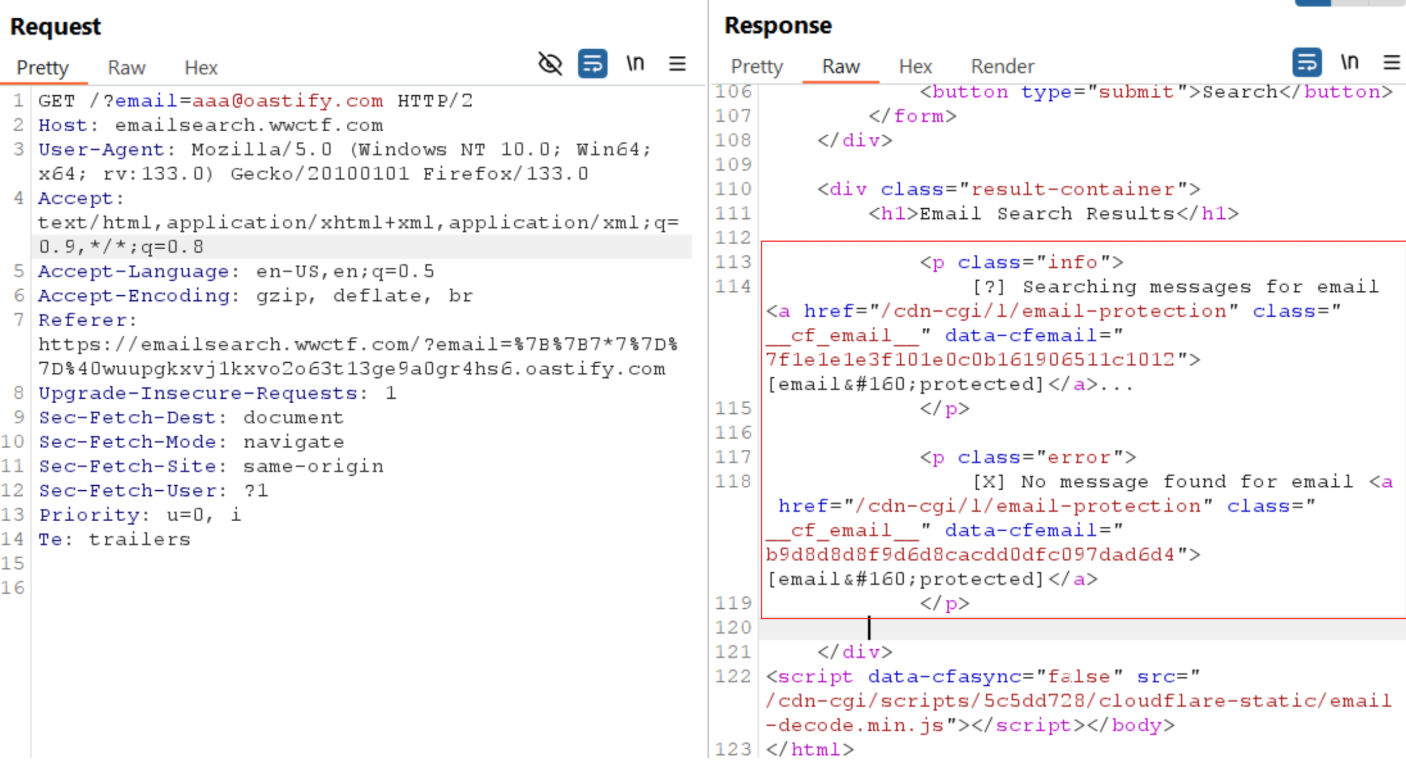 Request
Pretty Raw Hex \n
1 GET /?email=aaa@oastify.com HTTP/2
2 Host: emailsearch.wwctf.com
3 User-Agent: Mozilla/5.0 (Windows NT 10.0; Win64;
x64; rv:133.0) Gecko/20100101 Firefox/133.0
4 Accept:
text/html,application/xhtml+xml,application/xml;q=
0.9,*/*;q=0.8
5 Accept-Language: en-US,en;q=0.5
6 Accept-Encoding: gzip, deflate, br
7 Referer:
https://emailsearch.wwctf.com/?email=%7B%7B7*7%7D%
7D%40wuupgkxvj1kxvo2o63t13ge9a0gr4hs6.oastify.com
8 Upgrade-Insecure-Requests: 1
9 Sec-Fetch-Dest: document
10 Sec-Fetch-Mode: navigate
11 Sec-Fetch-Site: same-origin
12 Sec-Fetch-User: ?1
13 Priority: u=0, i
14 Te: trailers
15
16
Response
Pretty Raw Hex Render \n
106 <button type="submit">Search</button>
107 </form>
108 </div>
109
110 <div class="result-container">
111 <h1>Email Search Results</h1>
112
113 <p class="info">
114 [?] Searching messages for email
<a href="/cdn-cgi/l/email-protection" class="
__cf_email__" data-cfemail="
7f1e1e1e3f101e0c0b161906511c1012">
[email&#160;protected]</a>...
115 </p>
116
117 <p class="error">
118 [X] No message found for email <a
href="/cdn-cgi/l/email-protection" class="
__cf_email__" data-cfemail="
b9d8d8d8f9d6d8cacdd0dfc097dad6d4">
[email&#160;protected]</a>
119 </p>
120
121 </div>
122 <script data-cfasync="false" src="
/cdn-cgi/scripts/5c5dd728/cloudflare-static/email
-decode.min.js"></script></body>
123 </html>